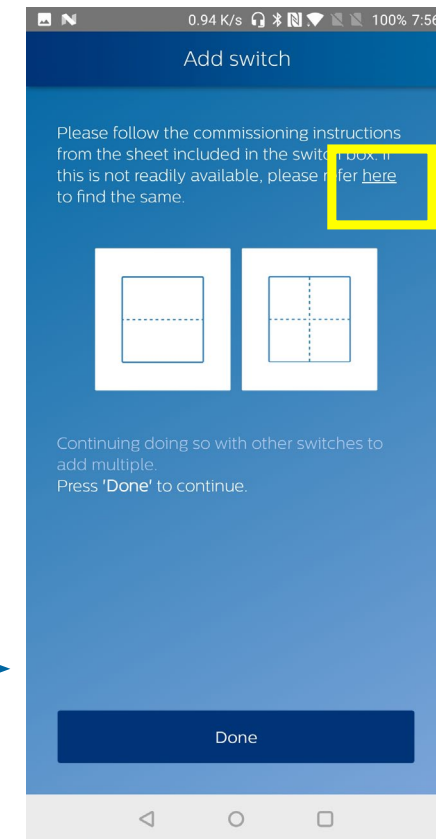 0.94 K/s 100% 7:56
Add switch
Please follow the commissioning instructions
from the sheet included in the switch box. If
this is not readily available, please refer here
to find the same.
Continuing doing so with other switches to
add multiple.
Press 'Done' to continue.
Done